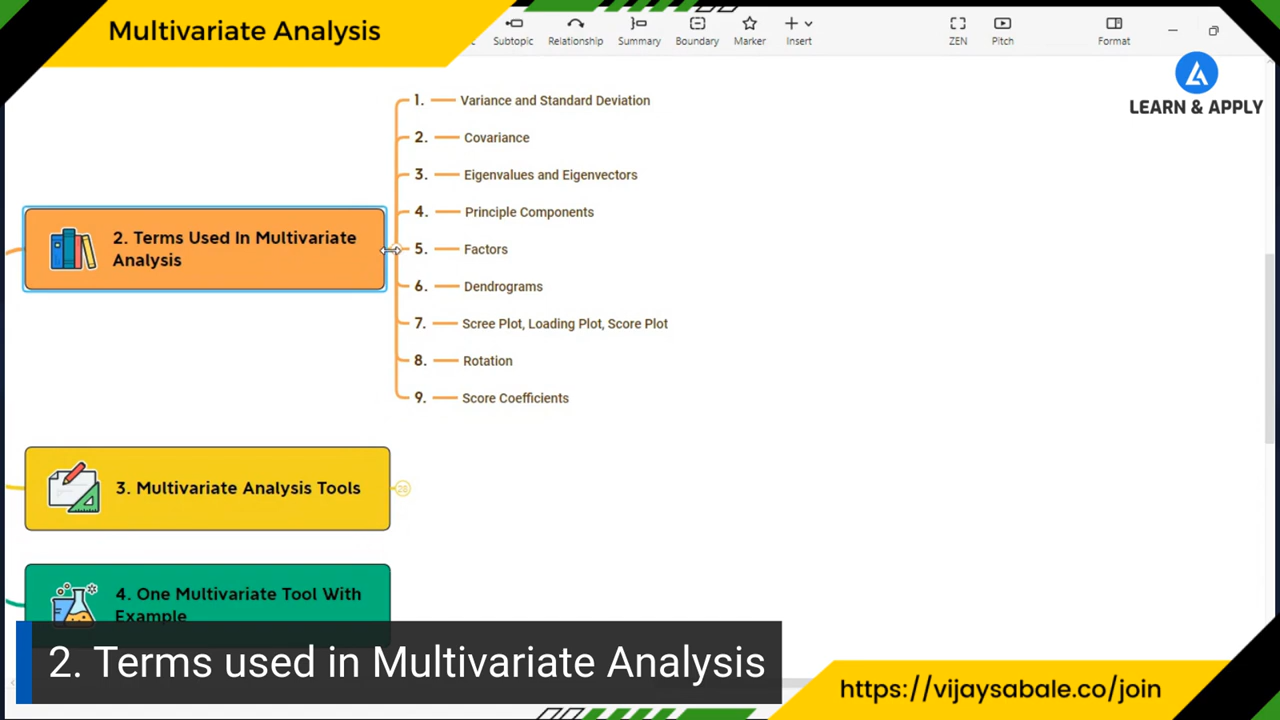 Multivariate Analysis
Subtopic
Relationship
Summary
Boundary
Marker
Insert
ZEN
Pitch
Format
LEARN & APPLY
1. Variance and Standard Deviation
2. Covariance
3. Eigenvalues and Eigenvectors
4. Principle Components
5. Factors
6. Dendrograms
7. Scree Plot, Loading Plot, Score Plot
8. Rotation
9. Score Coefficients
2. Terms Used In Multivariate
Analysis
3. Multivariate Analysis Tools
28
4. One Multivariate Tool With
Example
2. Terms used in Multivariate Analysis
https://vijaysabale.co/join